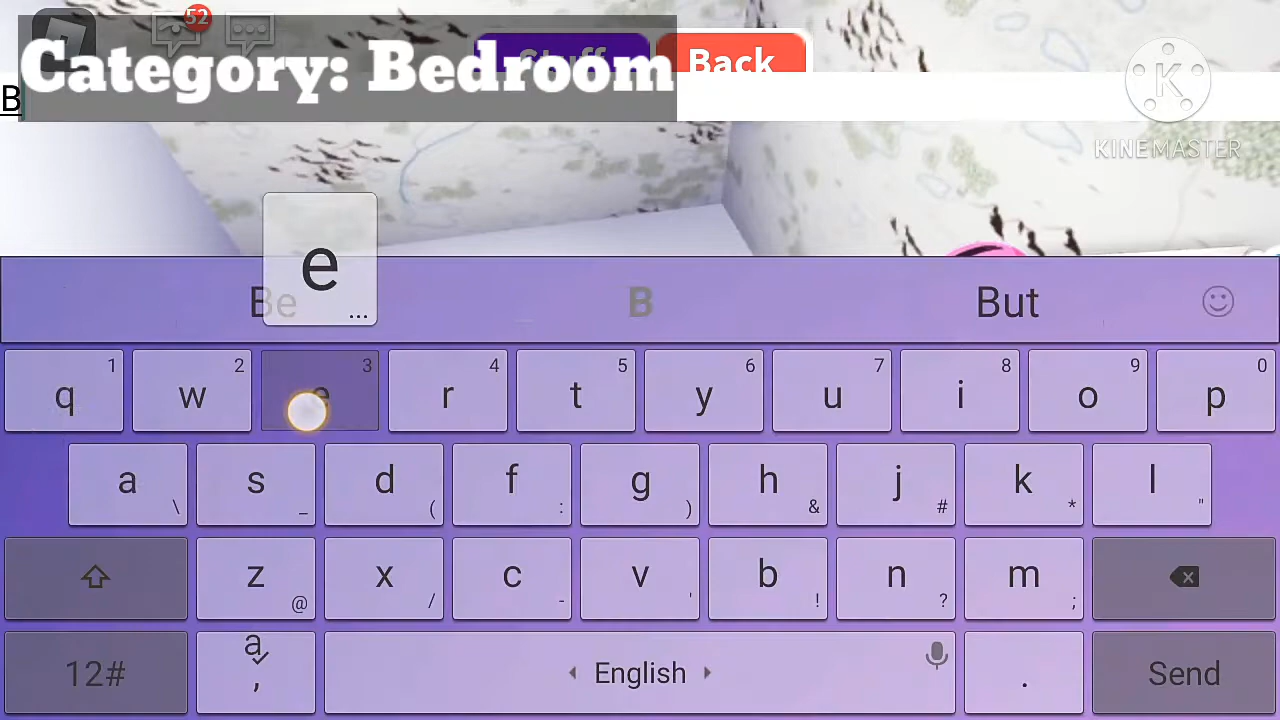 52
Stuff
Back
Category: Bedroom
B
K
KINEMASTER
e
...
Be
B
But
1 2 3 4 5 6 7 8 9 0
q w e r t y u i o p
a s d f g h j k l
\ _ ( : ) & # * "
z x c v b n m
@ / - ' ! ? ;
12# a , English . Send